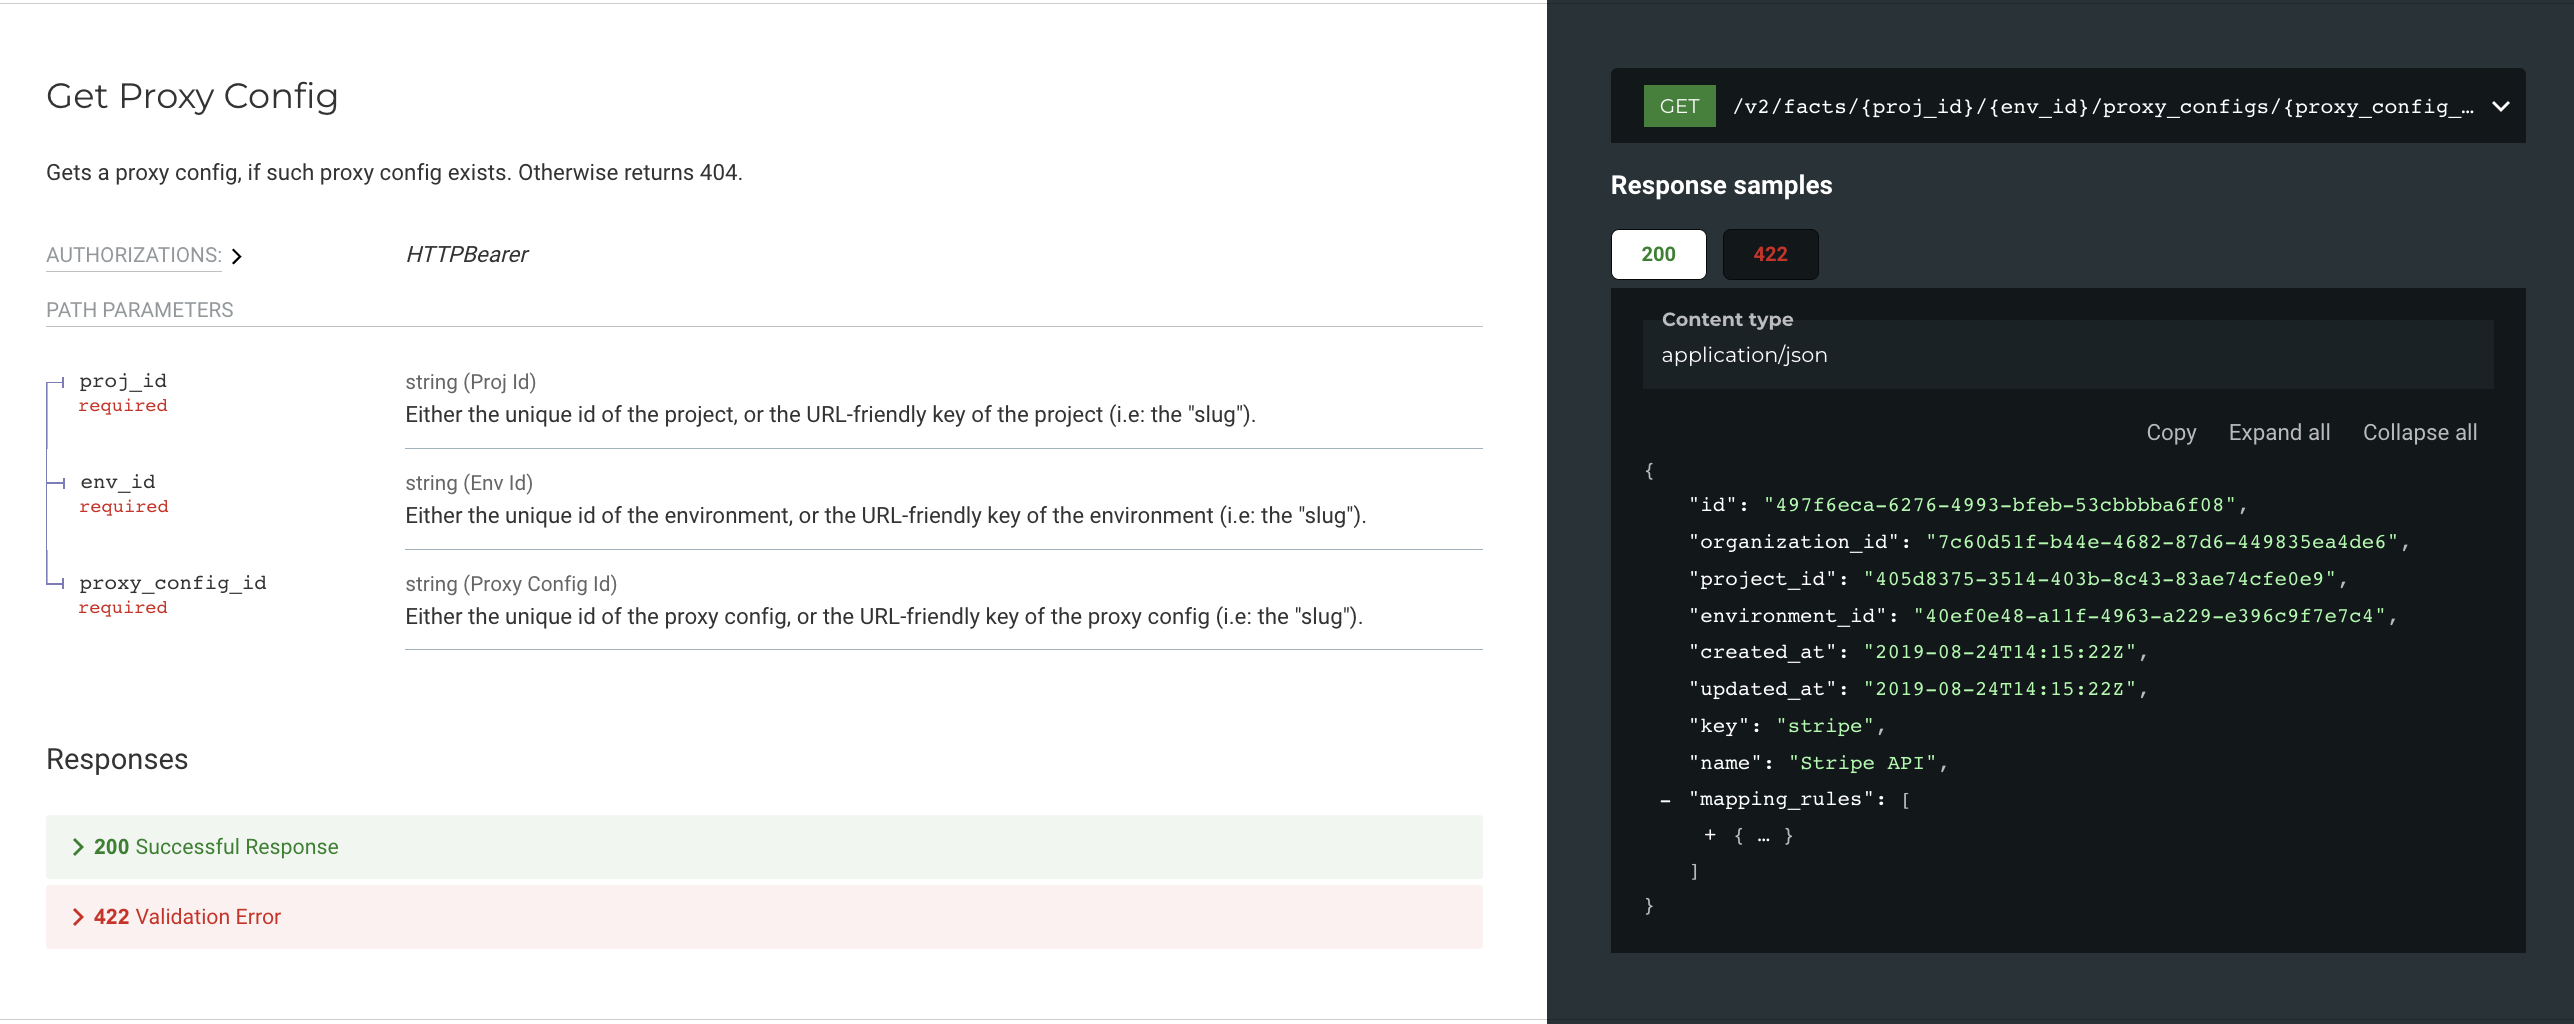 Get Proxy Config
Gets a proxy config, if such proxy config exists. Otherwise returns 404.
AUTHORIZATIONS: HTTPBearer
PATH PARAMETERS
proj_id string (Proj Id)
required Either the unique id of the project, or the URL-friendly key of the project (i.e: the "slug").
env_id string (Env Id)
required Either the unique id of the environment, or the URL-friendly key of the environment (i.e: the "slug").
proxy_config_id string (Proxy Config Id)
required Either the unique id of the proxy config, or the URL-friendly key of the proxy config (i.e: the "slug").
Responses
200 Successful Response
422 Validation Error
GET /v2/facts/{proj_id}/{env_id}/proxy_configs/{proxy_config_…
Response samples
200 422
Content type
application/json
Copy Expand all Collapse all
{
"id": "497f6eca-6276-4993-bfeb-53cbbbba6f08",
"organization_id": "7c60d51f-b44e-4682-87d6-449835ea4de6",
"project_id": "405d8375-3514-403b-8c43-83ae74cfe0e9",
"environment_id": "40ef0e48-a11f-4963-a229-e396c9f7e7c4",
"created_at": "2019-08-24T14:15:22Z",
"updated_at": "2019-08-24T14:15:22Z",
"key": "stripe",
"name": "Stripe API",
- "mapping_rules": [
+ { … }
]
}